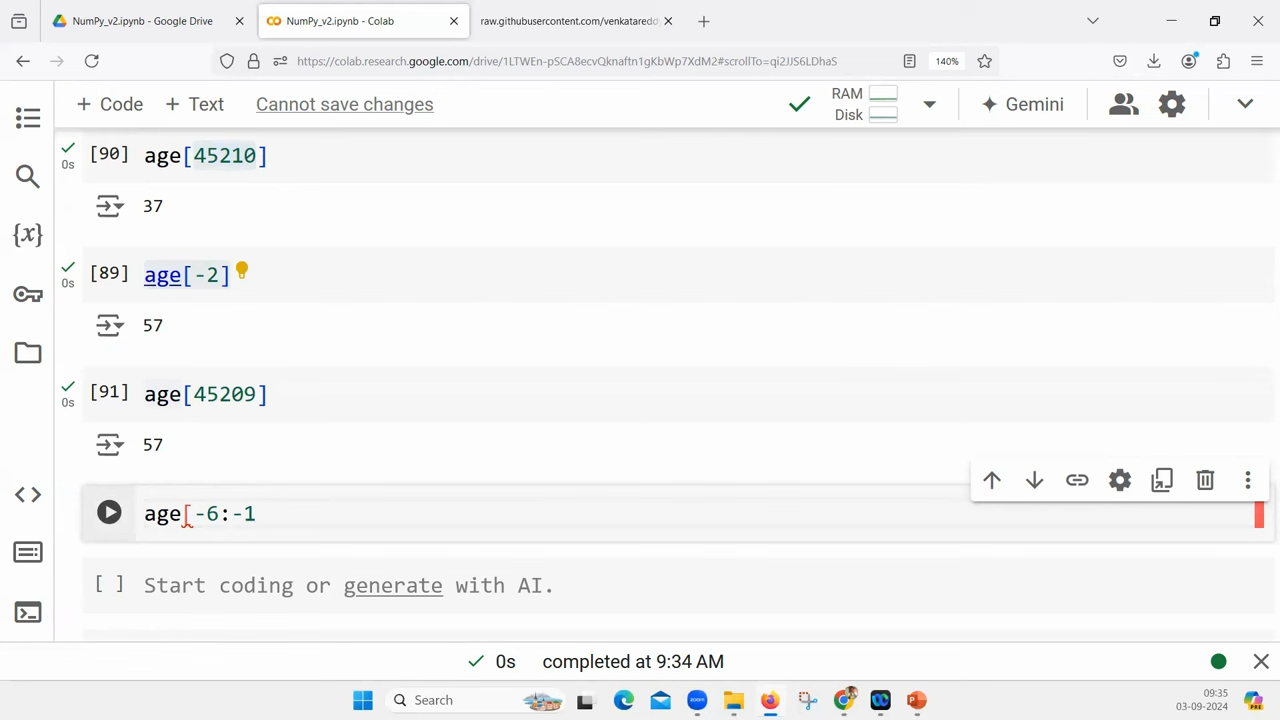 NumPy_v2.ipynb - Google Drive
NumPy_v2.ipynb - Colab
raw.githubusercontent.com/venkatareddy
https://colab.research.google.com/drive/1LTWEn-pSCA8ecvQknaftn1gKbWp7XdM2#scrollTo=qi2JJS6LDhaS
140%
+ Code + Text Cannot save changes
RAM
Disk
Gemini
[90] age[45210]
0s
37
[89] age[-2]
0s
57
{x}
[91] age[45209]
0s
57
age[-6:-1
[ ] Start coding or generate with AI.
0s completed at 9:34 AM
Search
zoom
PRE
09:35
03-09-2024